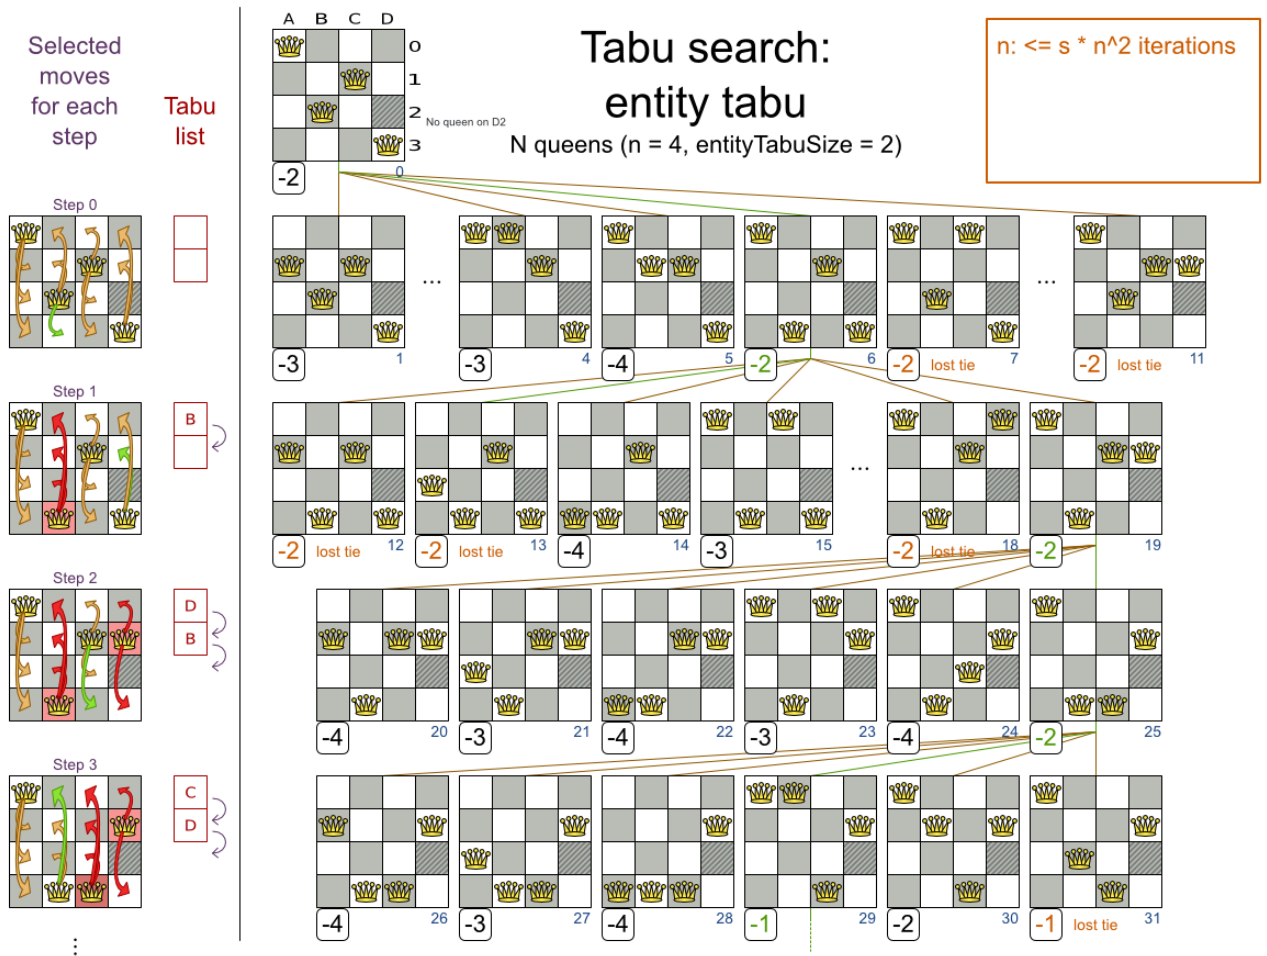 Selected
moves
for each
step
Tabu
list
A B C D
0
1
2
3
No queen on D2
-2
0
Tabu search:
entity tabu
N queens (n = 4, entityTabuSize = 2)
n: <= s * n^2 iterations
Step 0
...
...
-3 1
-3 4
-4 5
-2 6
-2 lost tie 7
-2 lost tie 11
Step 1
B
...
-2 lost tie 12
-2 lost tie 13
-4 14
-3 15
-2 lost tie 18
-2 19
Step 2
D
B
-4 20
-3 21
-4 22
-3 23
-4 24
-2 25
Step 3
C
D
-4 26
-3 27
-4 28
-1 29
-2 30
-1 lost tie 31
...